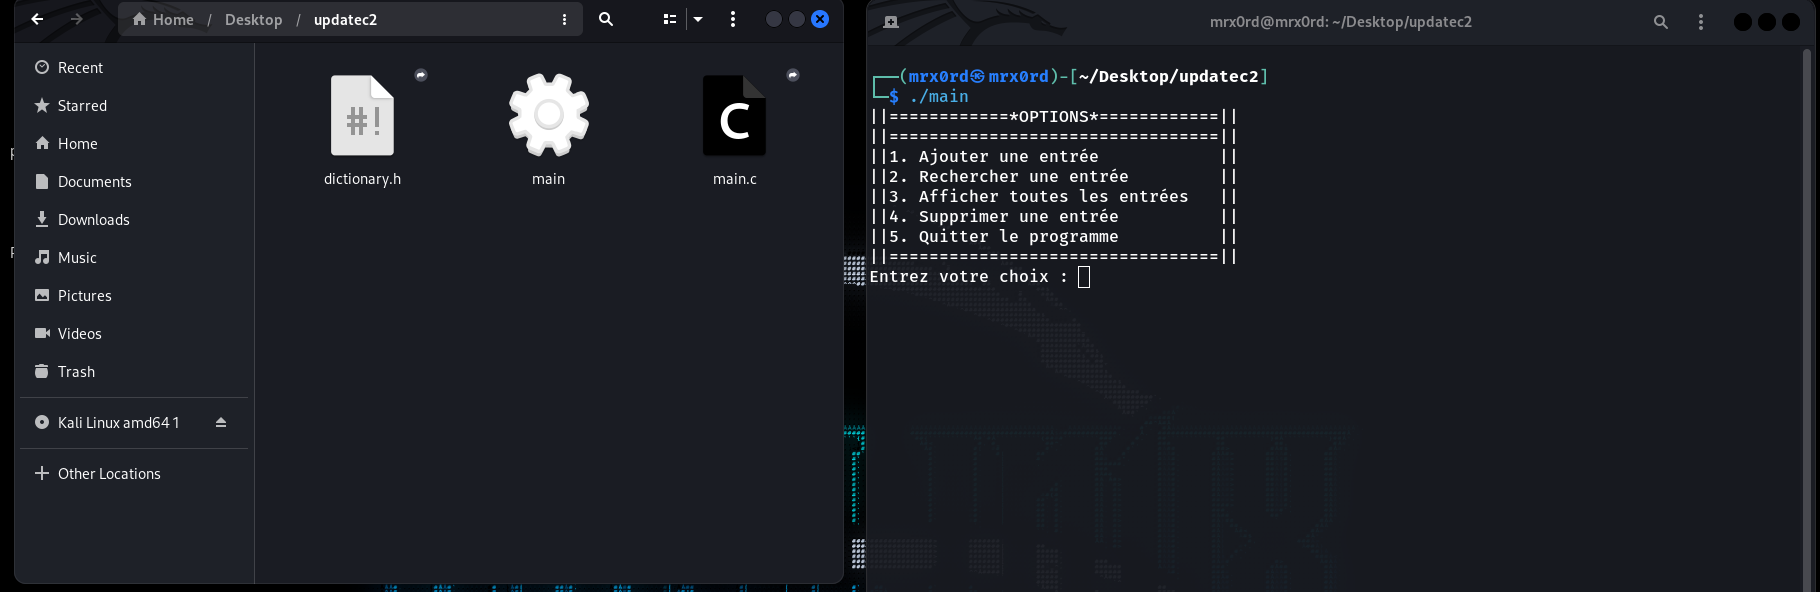 Home / Desktop / updatec2
Recent
Starred
Home
Documents
Downloads
Music
Pictures
Videos
Trash
Kali Linux amd64 1
Other Locations
#!
dictionary.h
main
C
main.c
mrx0rd@mrx0rd: ~/Desktop/updatec2
┌──(mrx0rd㉿mrx0rd)-[~/Desktop/updatec2]
└─$ ./main
||============*OPTIONS*============||
||=================================||
||1. Ajouter une entrée            ||
||2. Rechercher une entrée         ||
||3. Afficher toutes les entrées   ||
||4. Supprimer une entrée          ||
||5. Quitter le programme          ||
||=================================||
Entrez votre choix :